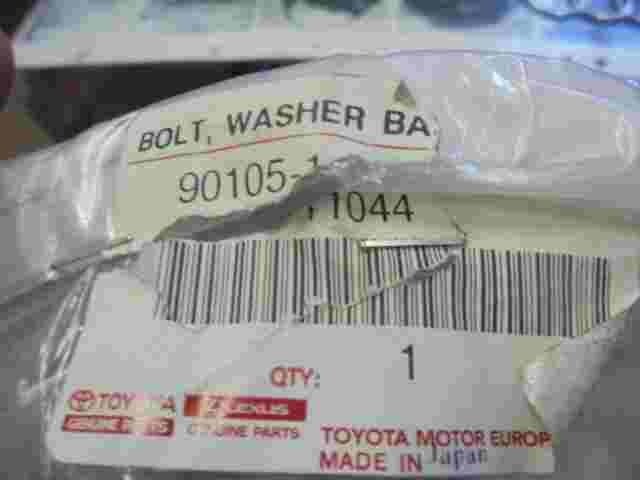 BOLT, WASHER BA
90105-1
11044
QTY: 1
TOYOTA LEXUS
GENUINE PARTS GENUINE PARTS
TOYOTA MOTOR EUROP
MADE IN Japan